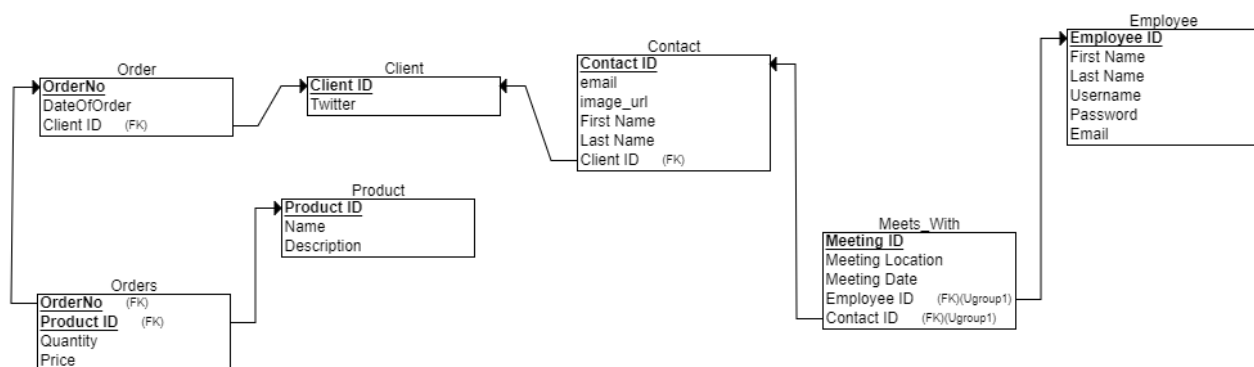 Order
OrderNo
DateOfOrder
Client ID (FK)
Client
Client ID
Twitter
Contact
Contact ID
email
image_url
First Name
Last Name
Client ID (FK)
Employee
Employee ID
First Name
Last Name
Username
Password
Email
Product
Product ID
Name
Description
Orders
OrderNo (FK)
Product ID (FK)
Quantity
Price
Meets_With
Meeting ID
Meeting Location
Meeting Date
Employee ID (FK)(Ugroup1)
Contact ID (FK)(Ugroup1)